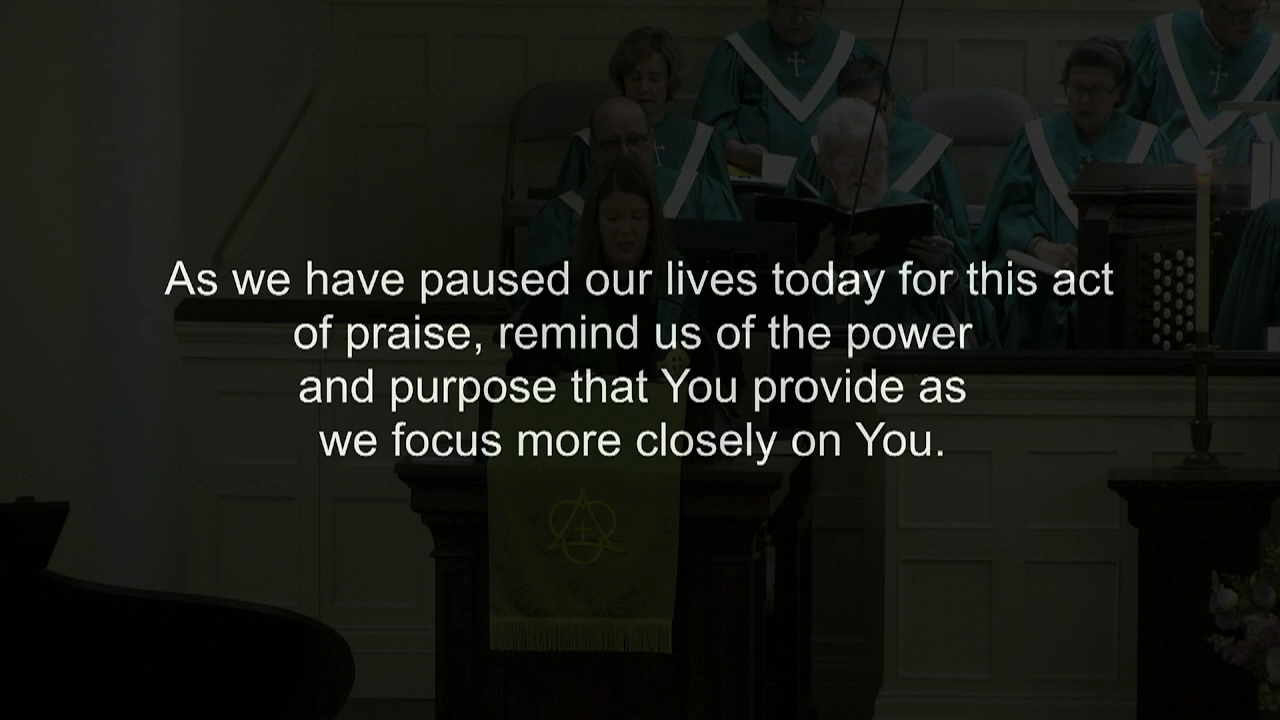 As we have paused our lives today for this act
of praise, remind us of the power
and purpose that You provide as
we focus more closely on You.